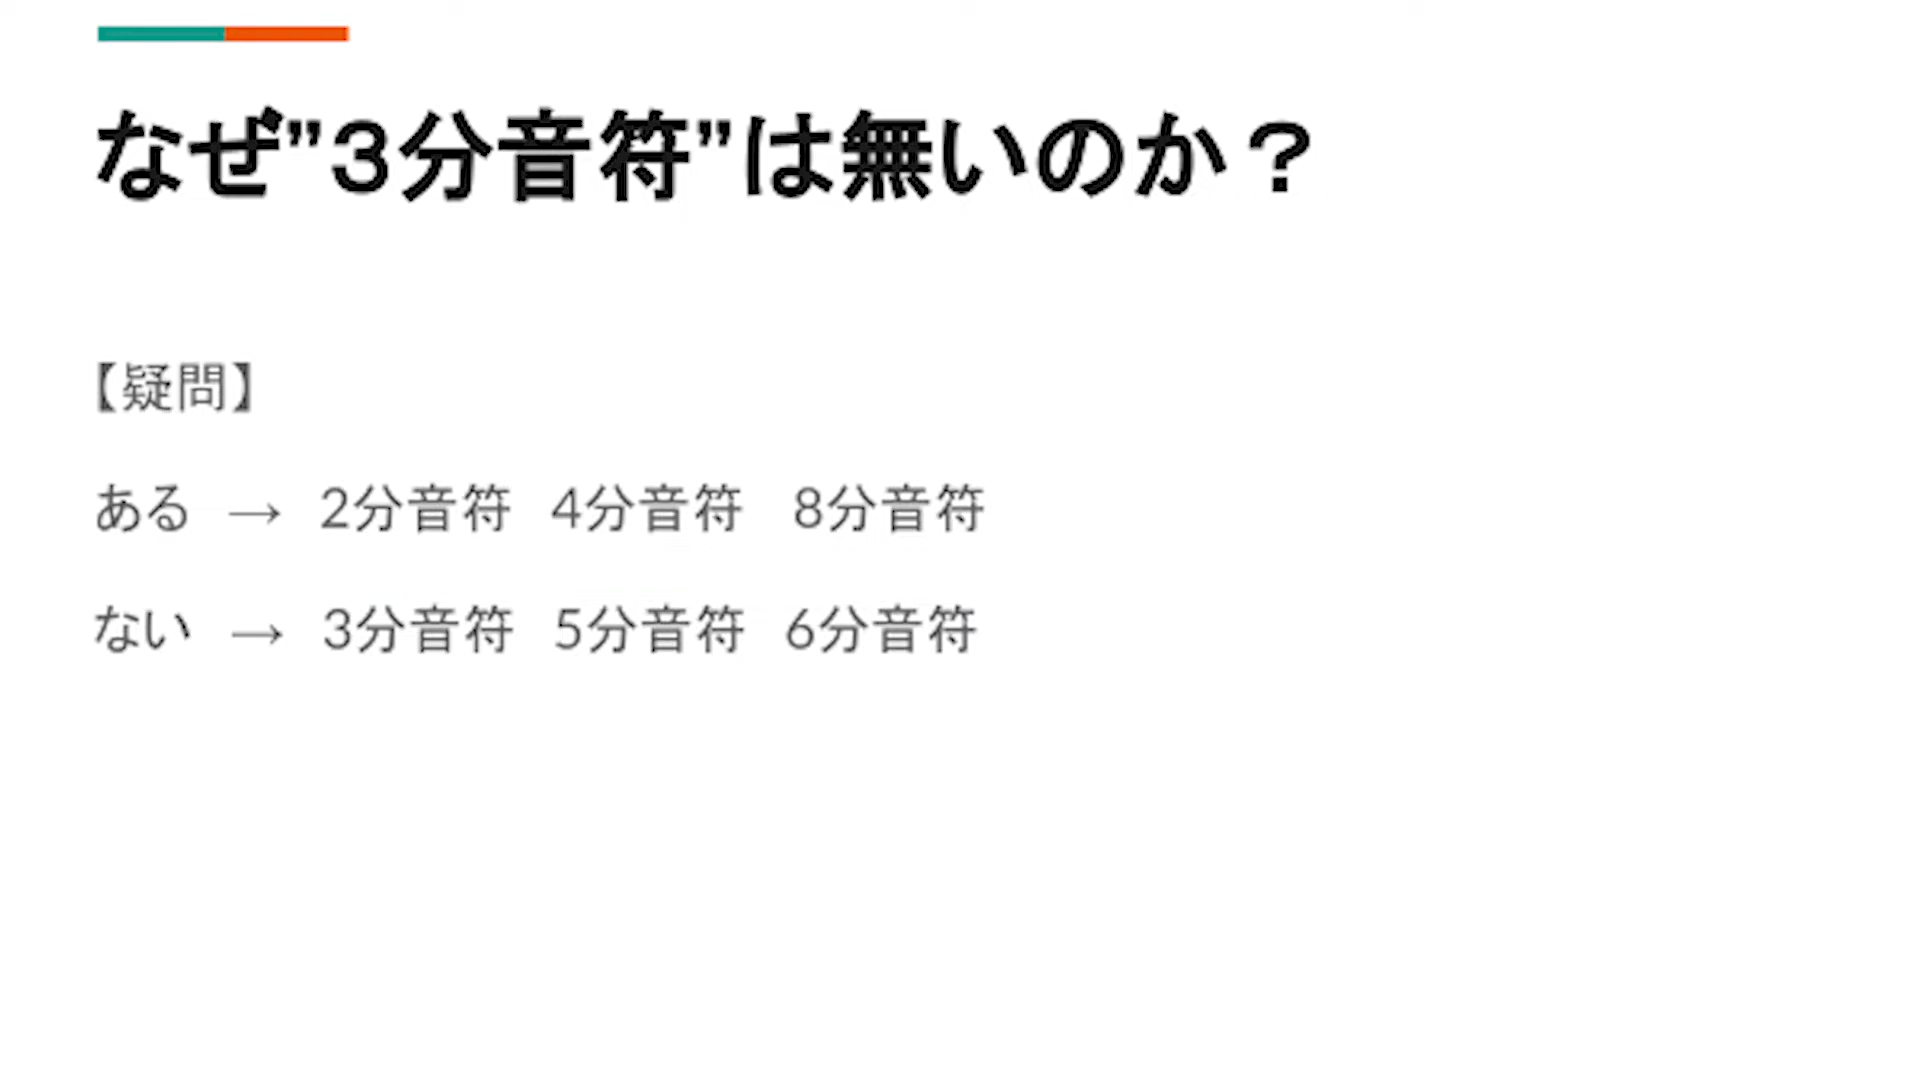 なぜ”3分音符”は無いのか？
【疑問】
ある → 2分音符 4分音符 8分音符
ない → 3分音符 5分音符 6分音符